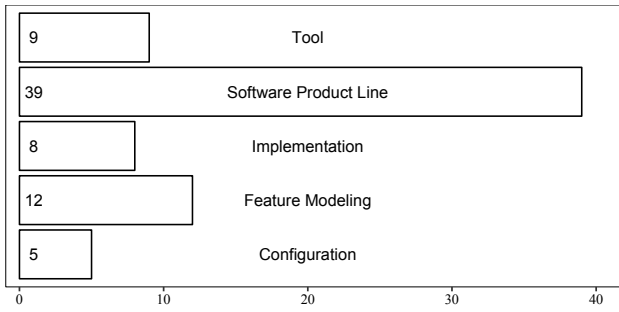 9 Tool
39 Software Product Line
8 Implementation
12 Feature Modeling
5 Configuration
0 10 20 30 40